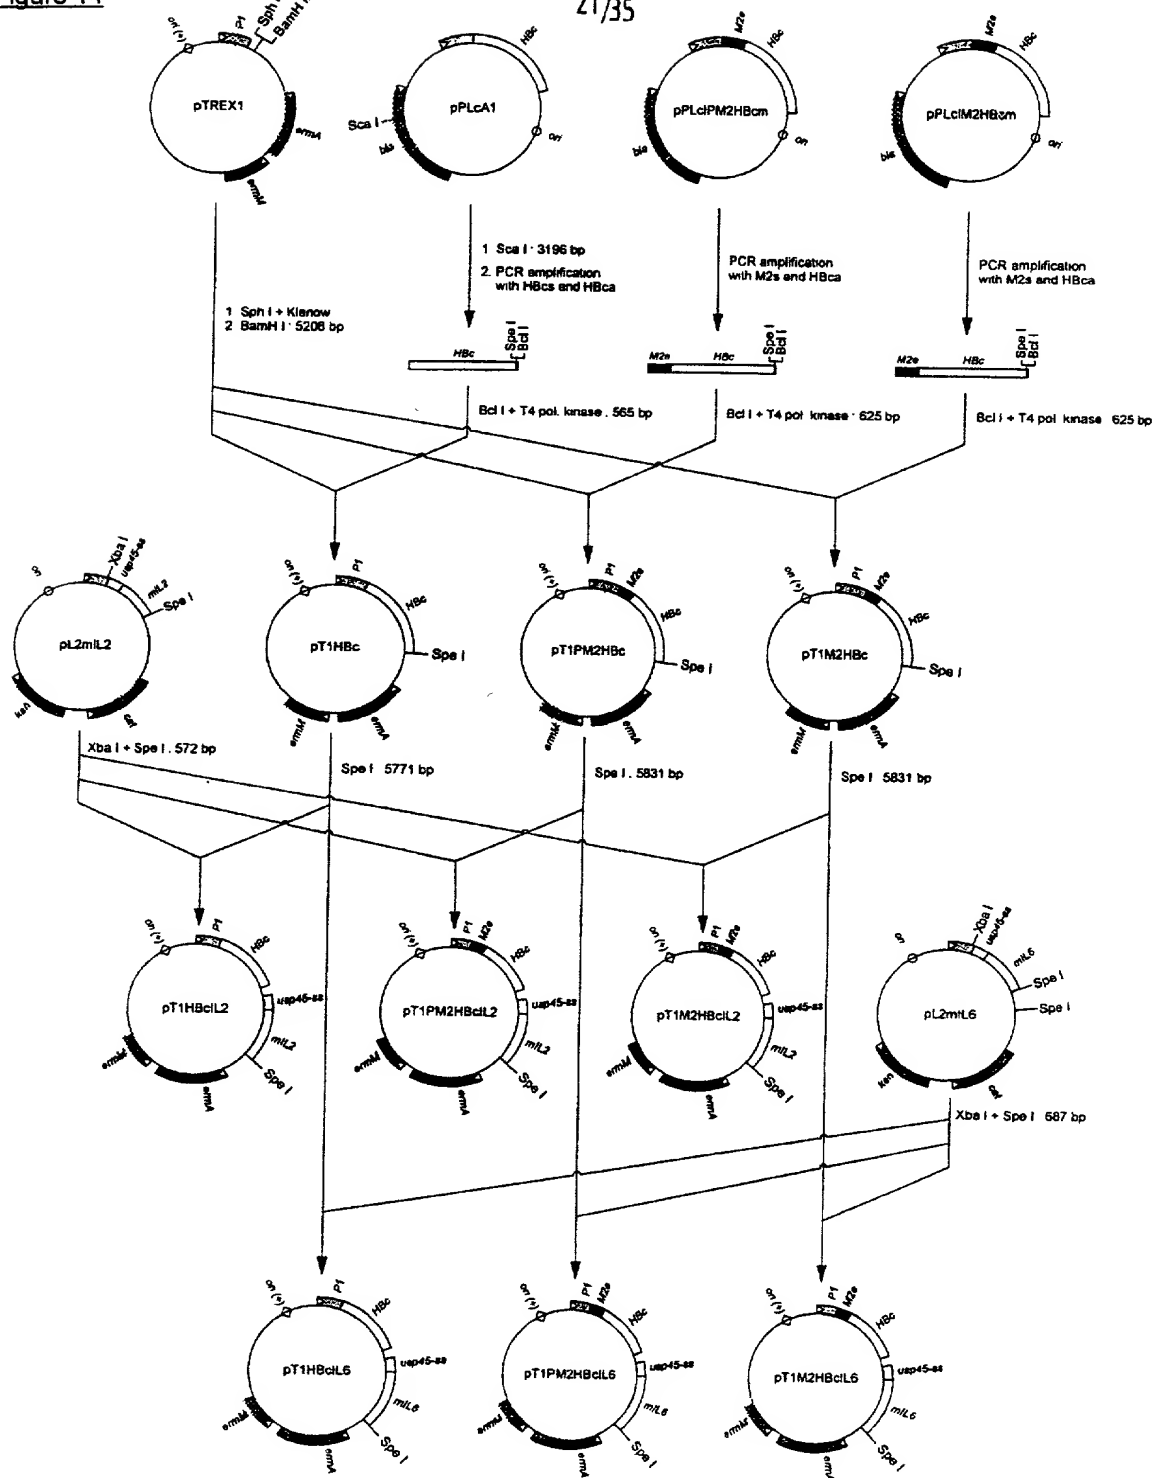 21/35
ori (+)
P1
Sph
BamH
pTREX1
ermA
ermM
HBc
pPLcA1
Sca I
bla
ori
M2e
HBc
pPLcIPM2HBcm
bla
ori
M2e
HBc
pPLcIM2HBcm
bla
ori
1 Sph I + Klenow
2 BamH I · 5208 bp
1 Sca I · 3196 bp
2. PCR amplification
with HBcs and HBca
PCR amplification
with M2s and HBca
PCR amplification
with M2s and HBca
HBc
Spe I
Bcl I
M2e
HBc
Spe I
Bcl I
M2e
HBc
Spe I
Bcl I
Bcl I + T4 pol. kinase . 565 bp
Bcl I + T4 pol kinase · 625 bp
Bcl I + T4 pol kinase 625 bp
Xba I
usp45-ss
mIL2
Spe I
pL2mIL2
kan
cat
ori (+)
P1
HBc
pT1HBc
Spe I
ermM
ermA
ori (+)
P1
M2e
HBc
pT1PM2HBc
Spe I
ermM
ermA
ori (+)
P1
M2e
HBc
pT1M2HBc
Spe I
ermM
ermA
Xba I + Spe I . 572 bp
Spe I 5771 bp
Spe I . 5831 bp
Spe I 5831 bp
ori (+)
P1
HBc
pT1HBcIL2
usp45-ss
mIL2
Spe I
ermM
ermA
ori (+)
P1
M2e
HBc
pT1PM2HBcIL2
usp45-ss
mIL2
Spe I
ermM
ermA
ori (+)
P1
M2e
HBc
pT1M2HBcIL2
usp45-ss
mIL2
Spe I
ermM
ermA
ori
Xba I
usp45-ss
mIL6
Spe I
Spe I
pL2mIL6
kan
cat
Xba I + Spe I 687 bp
ori (+)
P1
HBc
pT1HBcIL6
usp45-ss
mIL6
Spe I
ermM
ermA
ori (+)
P1
M2e
HBc
pT1PM2HBcIL6
usp45-ss
mIL6
Spe I
ermM
ermA
ori (+)
P1
M2e
HBc
pT1M2HBcIL6
usp45-ss
mIL6
Spe I
ermM
ermA